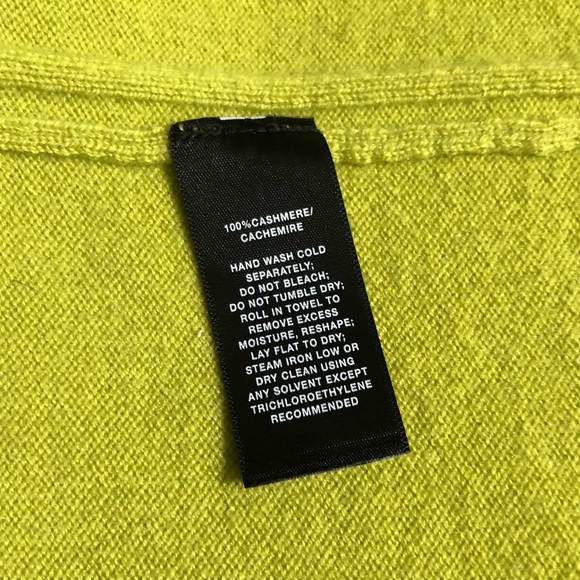 100%CASHMERE/
CACHEMIRE
HAND WASH COLD
SEPARATELY;
DO NOT BLEACH;
DO NOT TUMBLE DRY;
ROLL IN TOWEL TO
REMOVE EXCESS
MOISTURE, RESHAPE;
LAY FLAT TO DRY;
STEAM IRON LOW OR
DRY CLEAN USING
ANY SOLVENT EXCEPT
TRICHLOROETHYLENE
RECOMMENDED